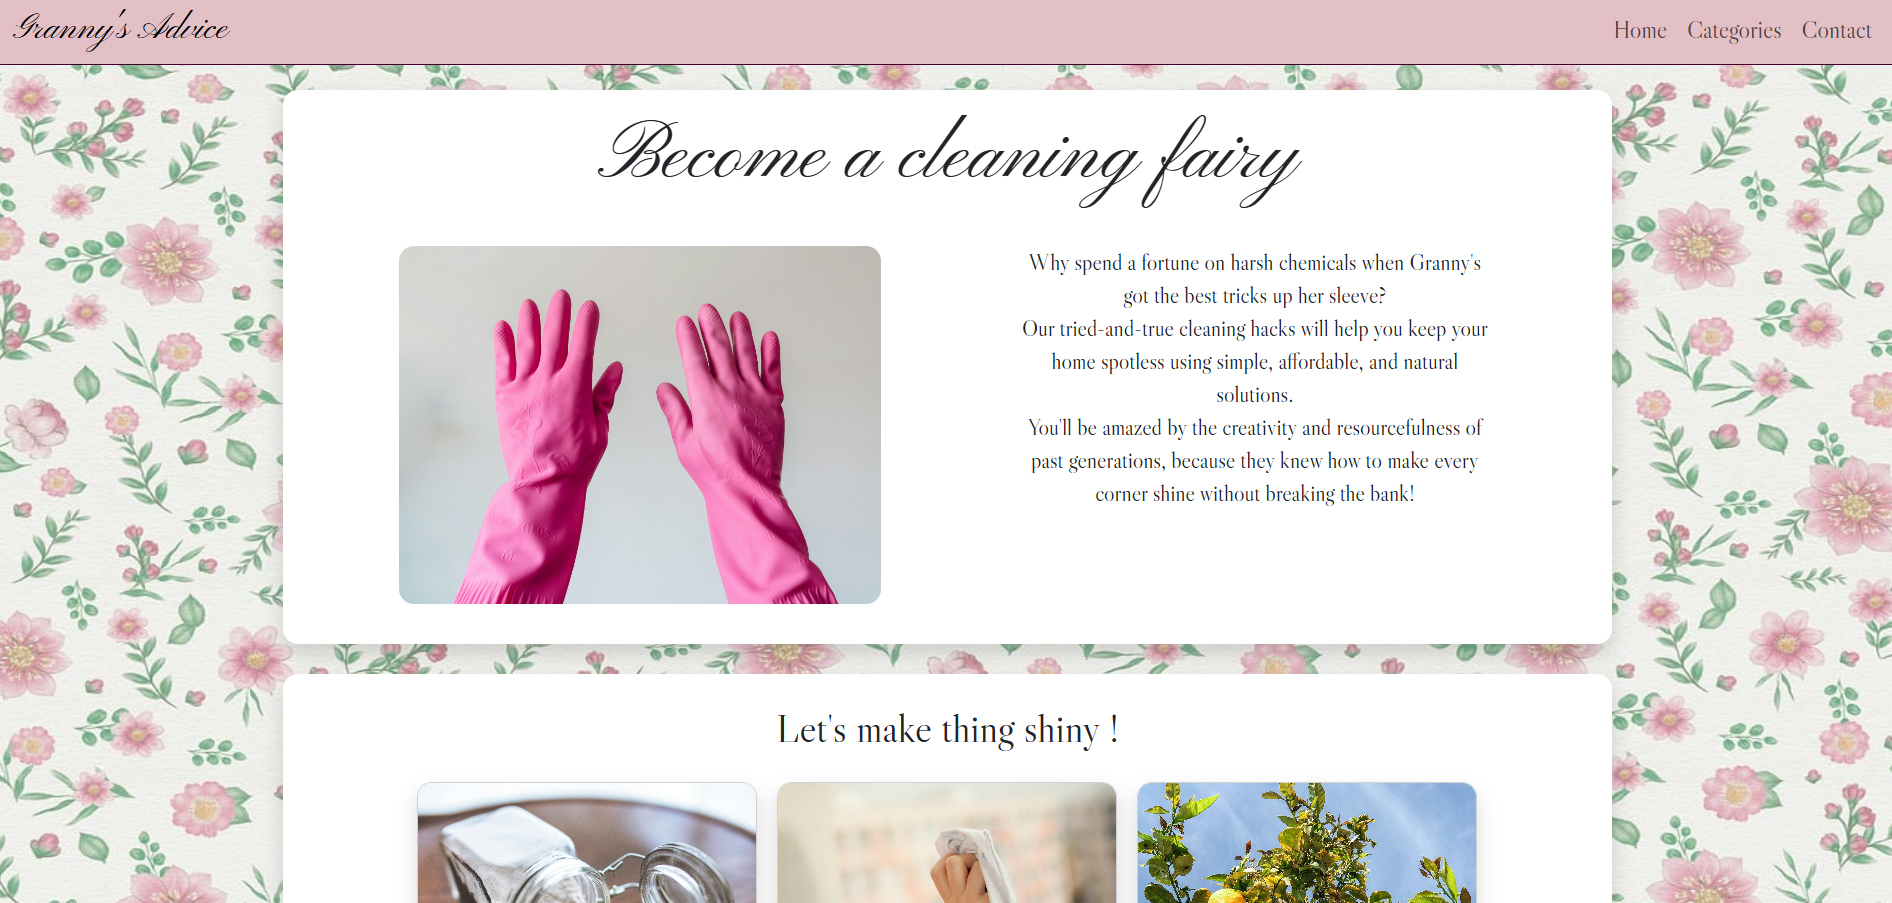 Granny's Advice
Home Categories Contact
Become a cleaning fairy
Why spend a fortune on harsh chemicals when Granny's
got the best tricks up her sleeve?
Our tried-and-true cleaning hacks will help you keep your
home spotless using simple, affordable, and natural
solutions.
You'll be amazed by the creativity and resourcefulness of
past generations, because they knew how to make every
corner shine without breaking the bank!
Let's make thing shiny !